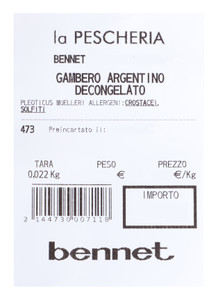 la PESCHERIA
BENNET
GAMBERO ARGENTINO
DECONGELATO
PLEOTICUS MUELLERI ALLERGENI:CROSTACEI,
SOLFITI
473 Preincartato il:
TARA PESO PREZZO
0.022 Kg € €/Kg
IMPORTO
2 144730 007118
bennet